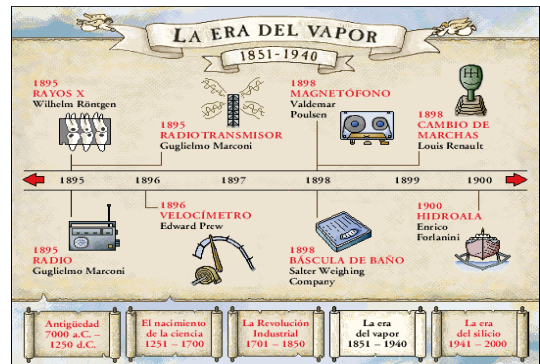 LA ERA DEL VAPOR
1851-1940
1895
RAYOS X
Wilhelm Röntgen
1895
RADIOTRANSMISOR
Guglielmo Marconi
1898
MAGNETÓFONO
Valdemar
Poulsen
1898
CAMBIO DE
MARCHAS
Louis Renault
1895
1896
1897
1898
1899
1900
1895
RADIO
Guglielmo Marconi
1896
VELOCÍMETRO
Edward Prew
1898
BÁSCULA DE BAÑO
Salter Weighing
Company
1900
HIDROALA
Enrico
Forlanini
Antigüedad
7000 a.C. –
1250 d.C.
El nacimiento
de la ciencia
1251 – 1700
La Revolución
Industrial
1701 – 1850
La era
del vapor
1851 – 1940
La era
del silicio
1941 – 2000